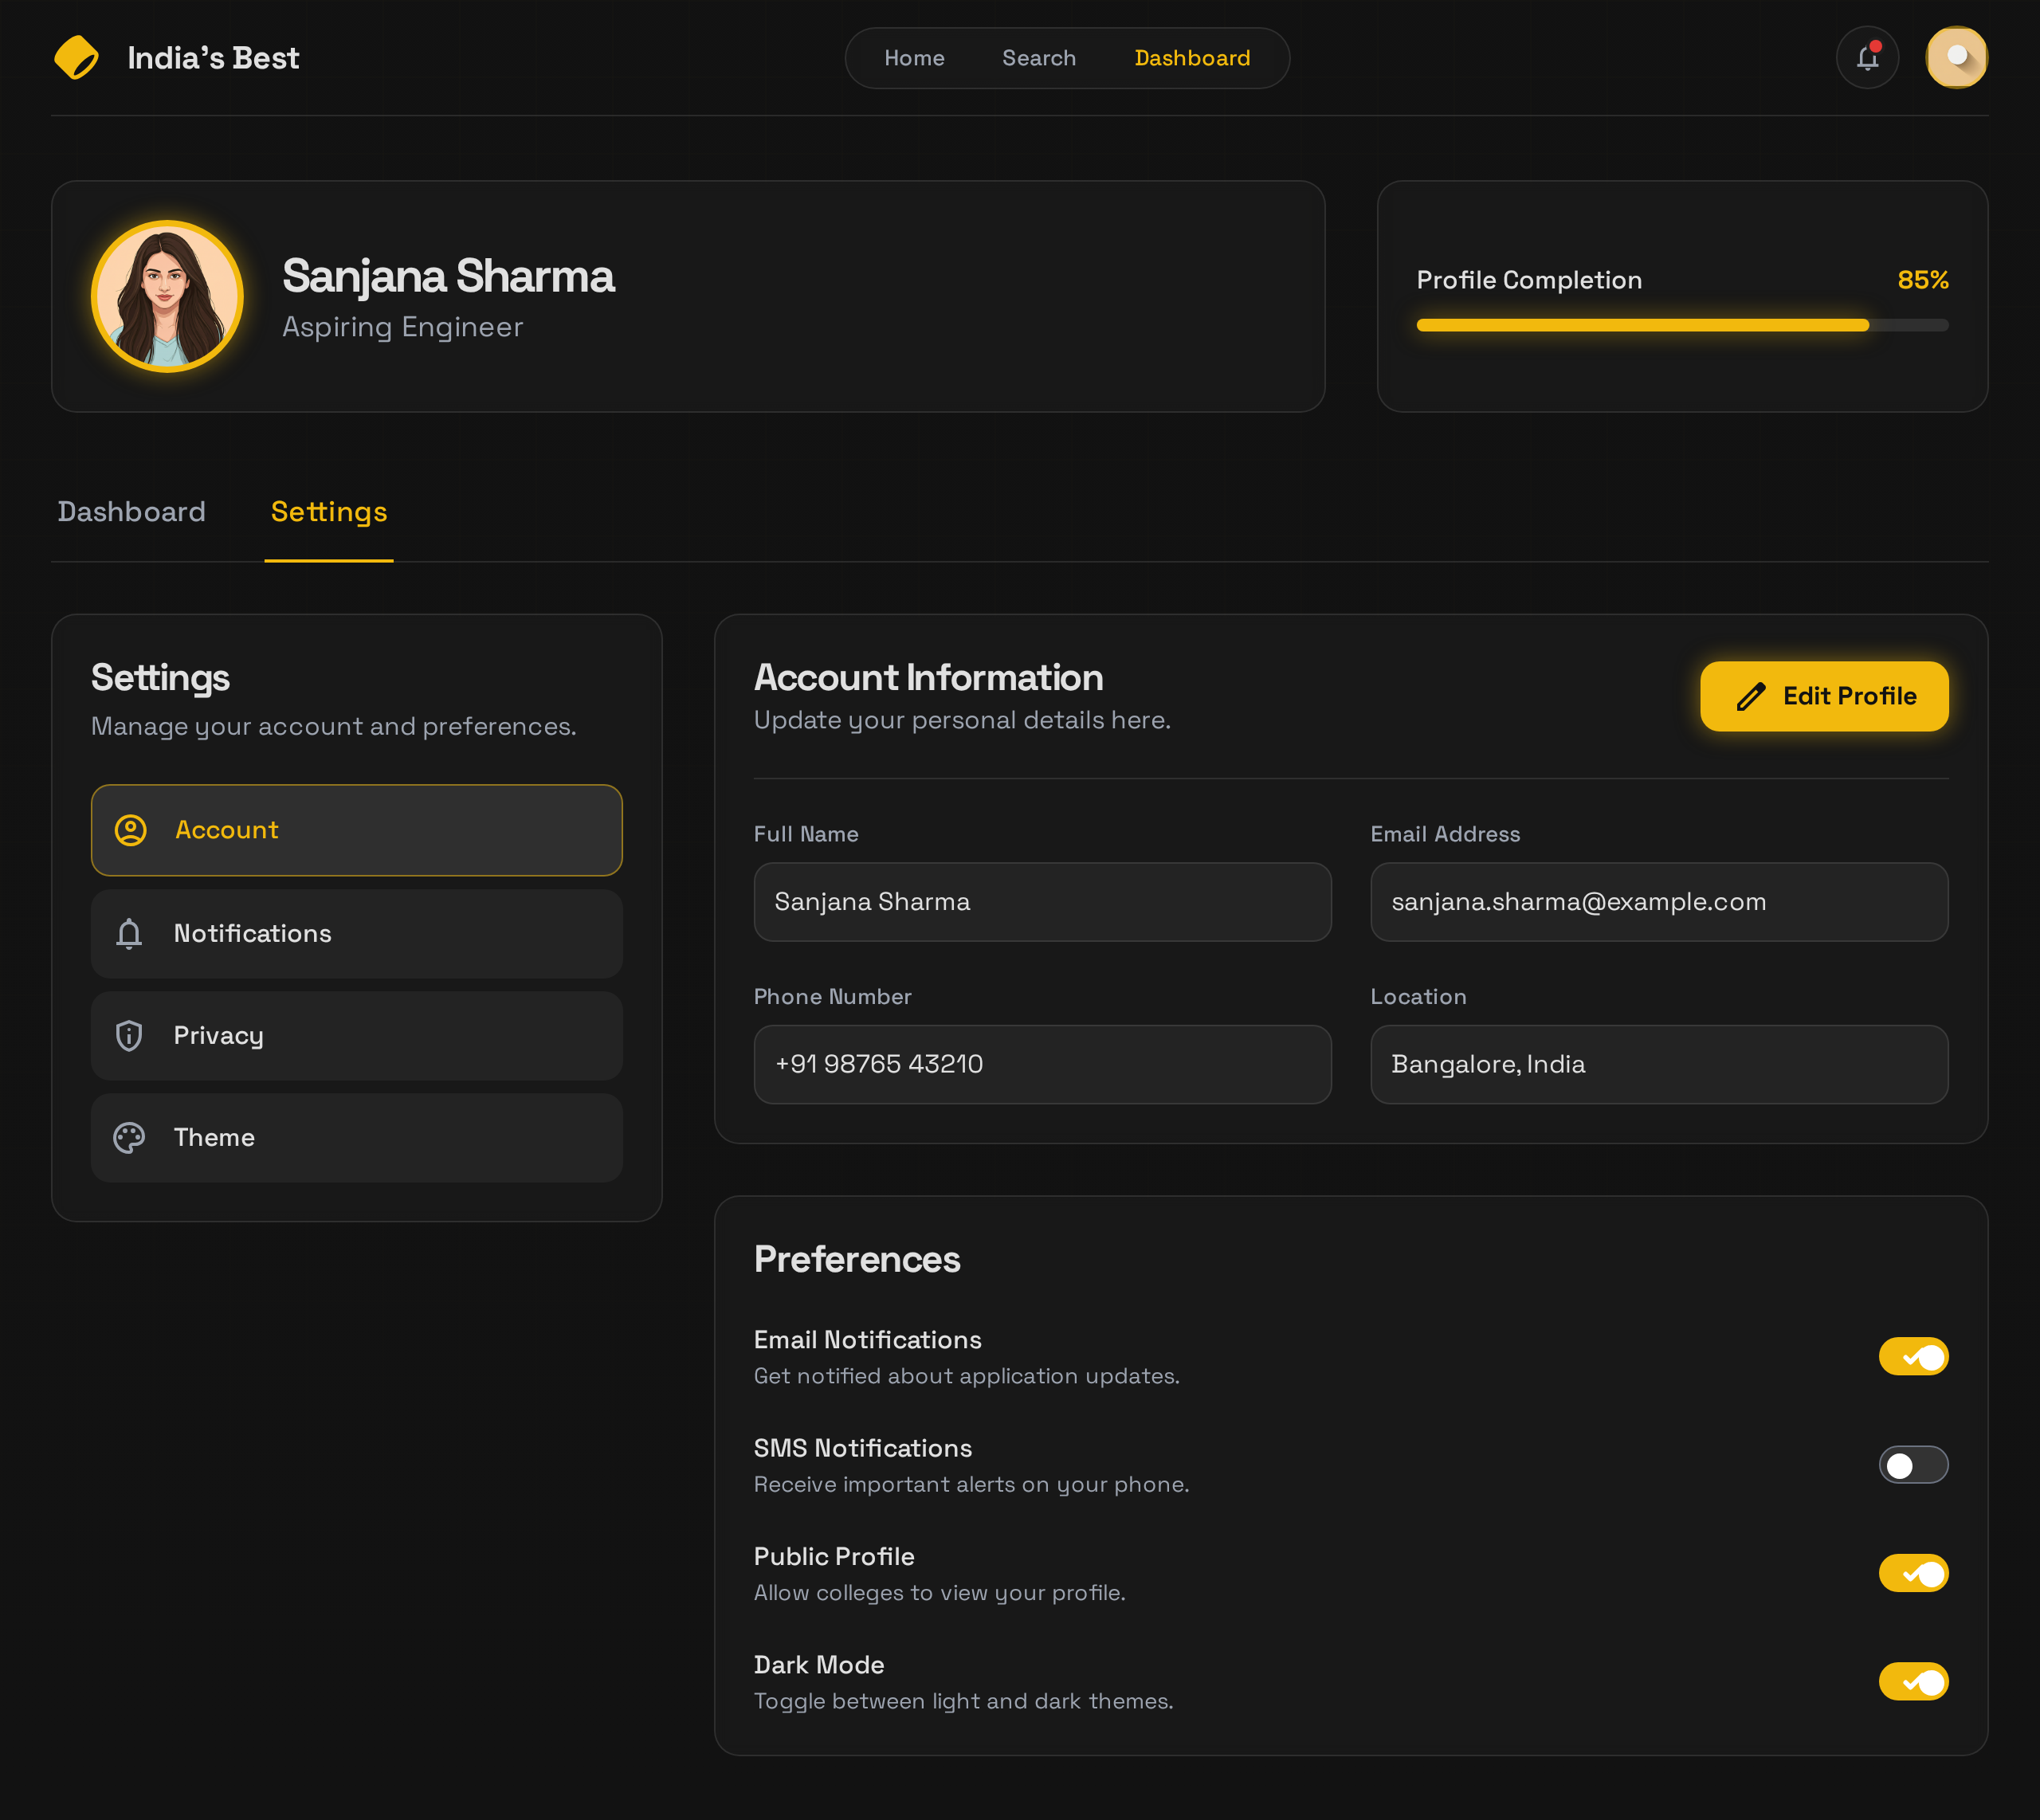 India's Best
Home
Search
Dashboard
Sanjana Sharma
Aspiring Engineer
Profile Completion
85%
Dashboard
Settings
Settings
Manage your account and preferences.
Account
Notifications
Privacy
Theme
Account Information
Update your personal details here.
Edit Profile
Full Name
Sanjana Sharma
Email Address
sanjana.sharma@example.com
Phone Number
+91 98765 43210
Location
Bangalore, India
Preferences
Email Notifications
Get notified about application updates.
SMS Notifications
Receive important alerts on your phone.
Public Profile
Allow colleges to view your profile.
Dark Mode
Toggle between light and dark themes.